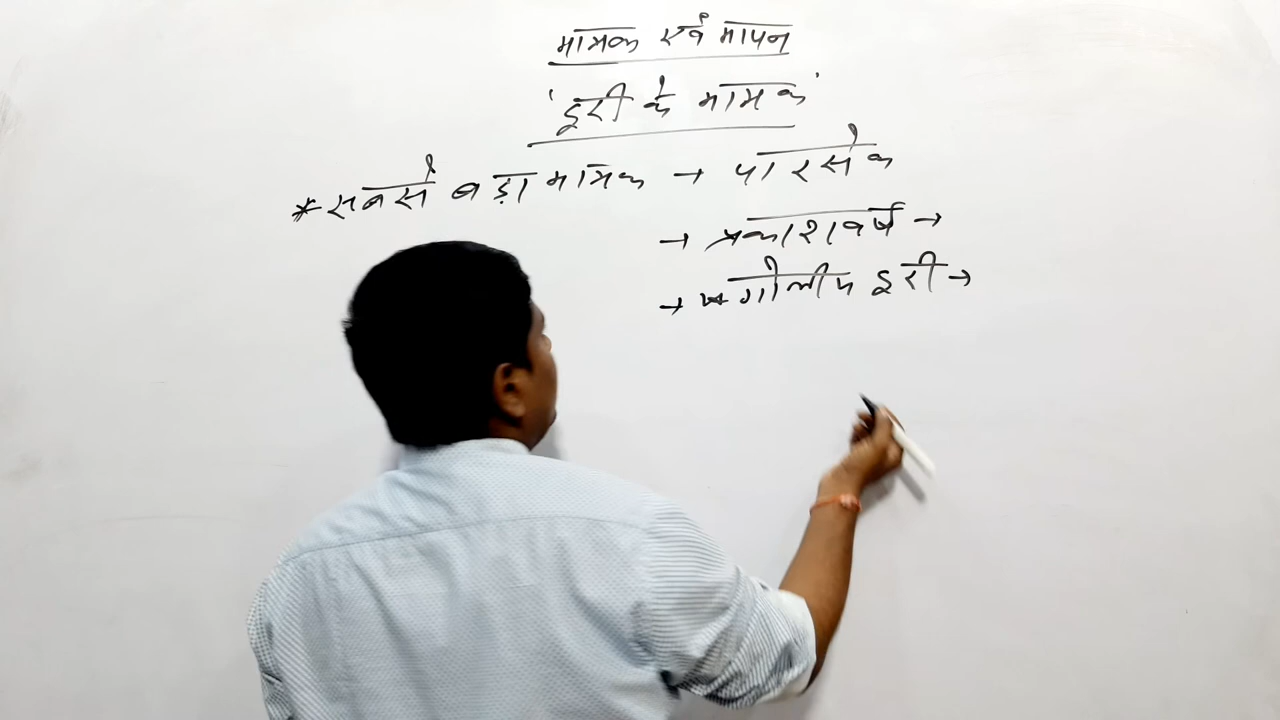 मात्रक एवं मापन
'दूरी के मात्रक'
* सबसे बड़ा मात्रक → पारसेक
→ प्रकाशवर्ष →
→ खगोलीय दूरी →